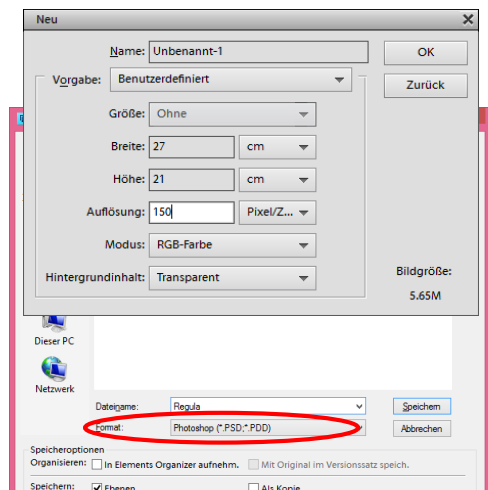 Neu
Name: Unbenannt-1
OK
Vorgabe: Benutzerdefiniert
Zurück
Größe: Ohne
Breite: 27 cm
Höhe: 21 cm
Auflösung: 150 Pixel/Z...
Modus: RGB-Farbe
Hintergrundinhalt: Transparent
Bildgröße:
5.65M
Dieser PC
Netzwerk
Dateiname: Regula
Speichern
Format: Photoshop (*.PSD;*.PDD)
Abbrechen
Speicheroptionen
Organisieren: In Elements Organizer aufnehm. Mit Original im Versionssatz speich.
Speichern: Ebenen Als Kopie